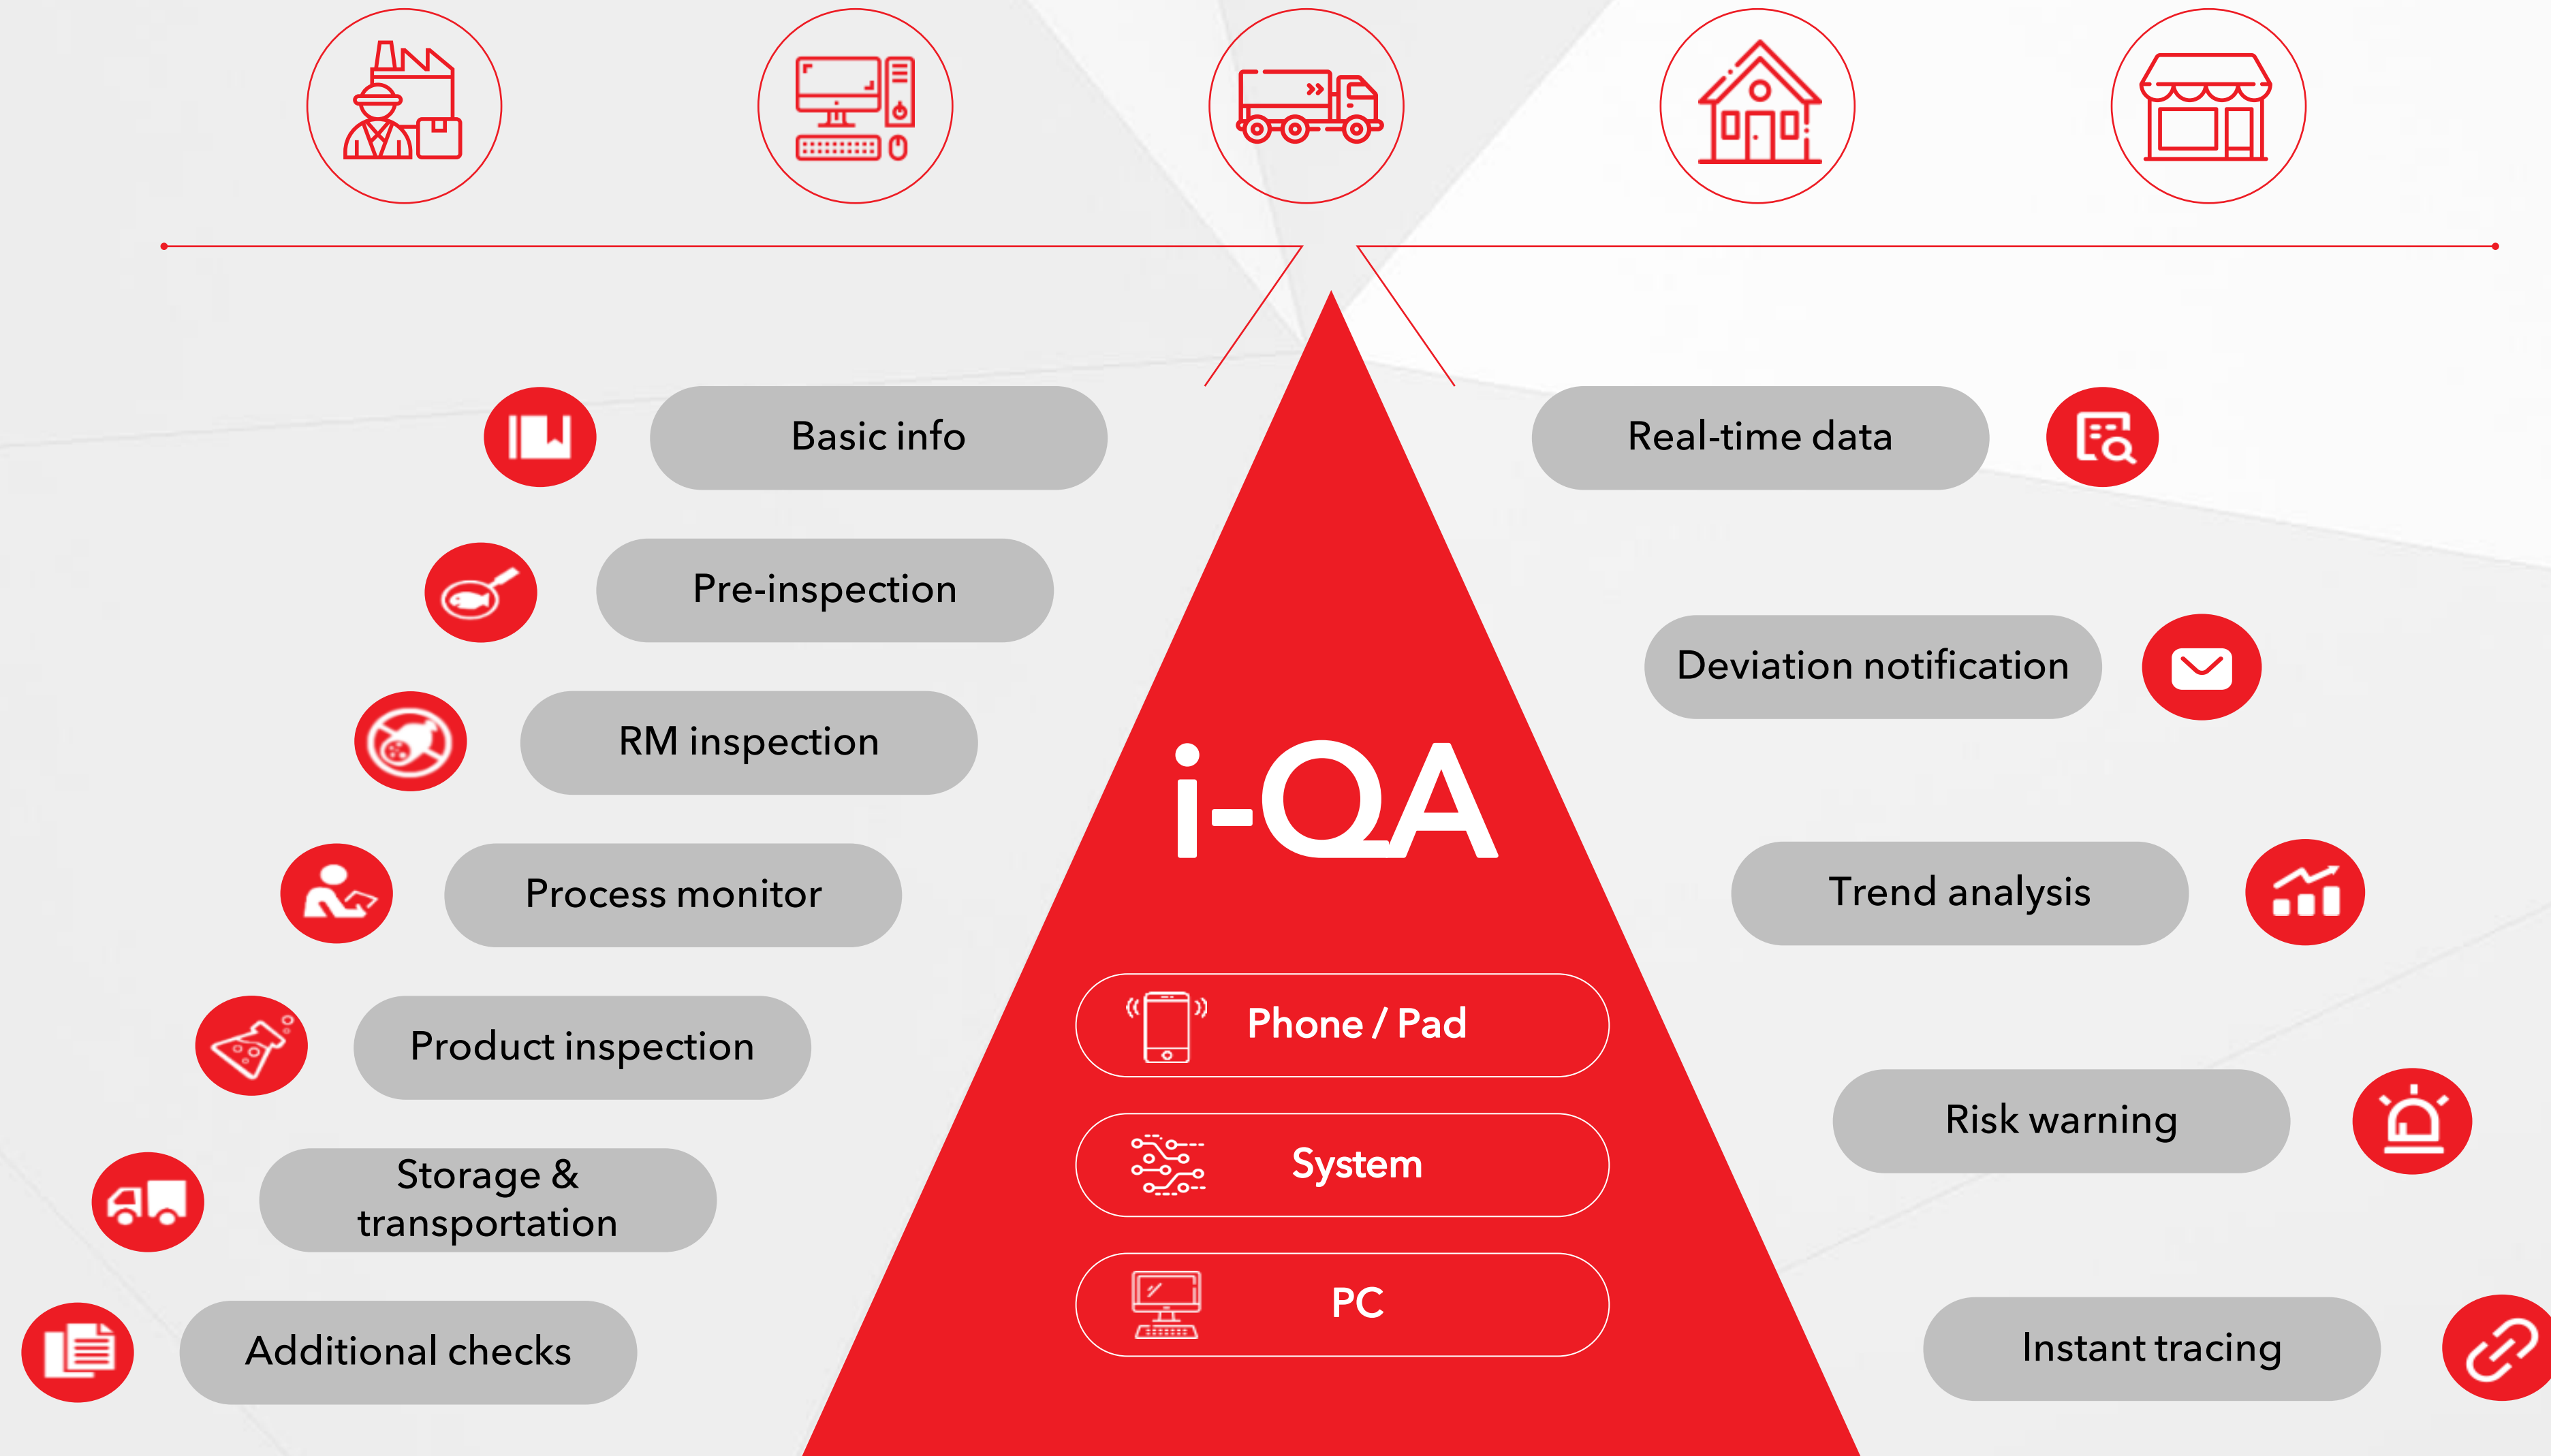 Basic info
Pre-inspection
RM inspection
Process monitor
Product inspection
Storage &
transportation
Additional checks
i-QA
Phone / Pad
System
PC
Real-time data
Deviation notification
Trend analysis
Risk warning
Instant tracing